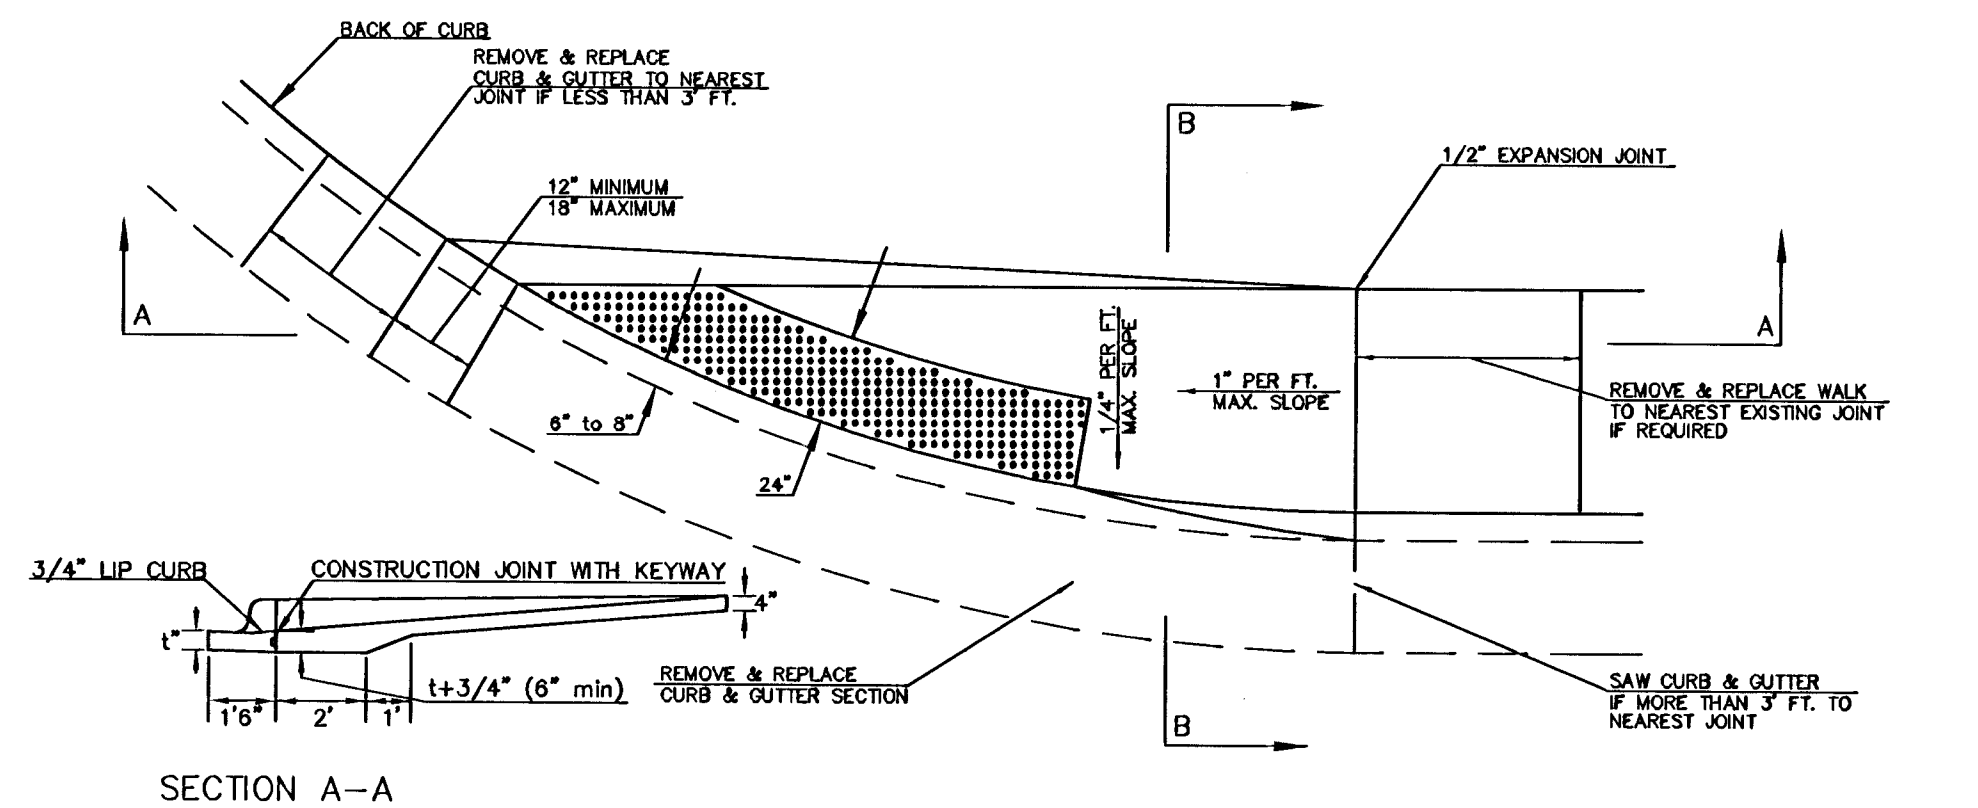 BACK OF CURB
REMOVE & REPLACE
CURB & GUTTER TO NEAREST
JOINT IF LESS THAN 3' FT.
B
1/2" EXPANSION JOINT
12" MINIMUM
18" MAXIMUM
A
A
1/4" PER FT.
MAX. SLOPE
1" PER FT.
MAX. SLOPE
REMOVE & REPLACE WALK
TO NEAREST EXISTING JOINT
IF REQUIRED
6" to 8"
24"
3/4" LIP CURB
CONSTRUCTION JOINT WITH KEYWAY
4"
t"
t+3/4" (6" min)
1'6"
2'
1'
REMOVE & REPLACE
CURB & GUTTER SECTION
SAW CURB & GUTTER
IF MORE THAN 3' FT. TO
NEAREST JOINT
B
SECTION A-A